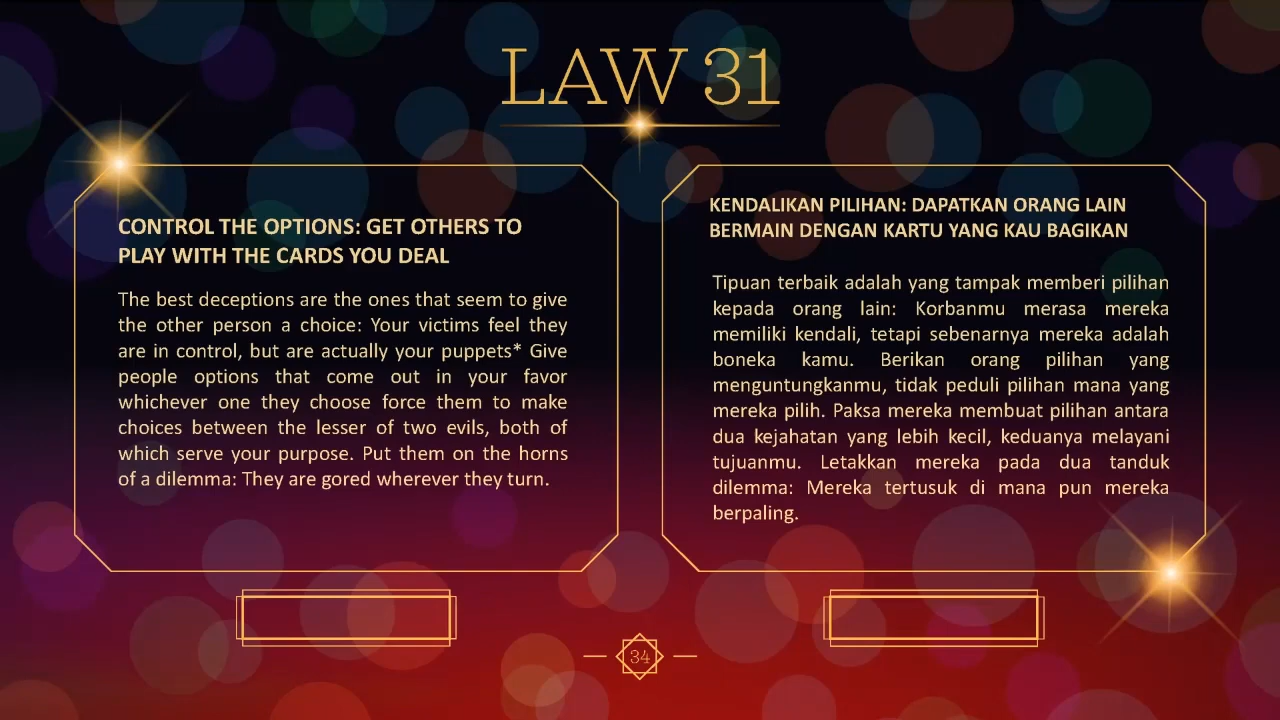 LAW 31
CONTROL THE OPTIONS: GET OTHERS TO
PLAY WITH THE CARDS YOU DEAL
The best deceptions are the ones that seem to give
the other person a choice: Your victims feel they
are in control, but are actually your puppets* Give
people options that come out in your favor
whichever one they choose force them to make
choices between the lesser of two evils, both of
which serve your purpose. Put them on the horns
of a dilemma: They are gored wherever they turn.
KENDALIKAN PILIHAN: DAPATKAN ORANG LAIN
BERMAIN DENGAN KARTU YANG KAU BAGIKAN
Tipuan terbaik adalah yang tampak memberi pilihan
kepada orang lain: Korbanmu merasa mereka
memiliki kendali, tetapi sebenarnya mereka adalah
boneka kamu. Berikan orang pilihan yang
menguntungkanmu, tidak peduli pilihan mana yang
mereka pilih. Paksa mereka membuat pilihan antara
dua kejahatan yang lebih kecil, keduanya melayani
tujuanmu. Letakkan mereka pada dua tanduk
dilemma: Mereka tertusuk di mana pun mereka
berpaling.
34